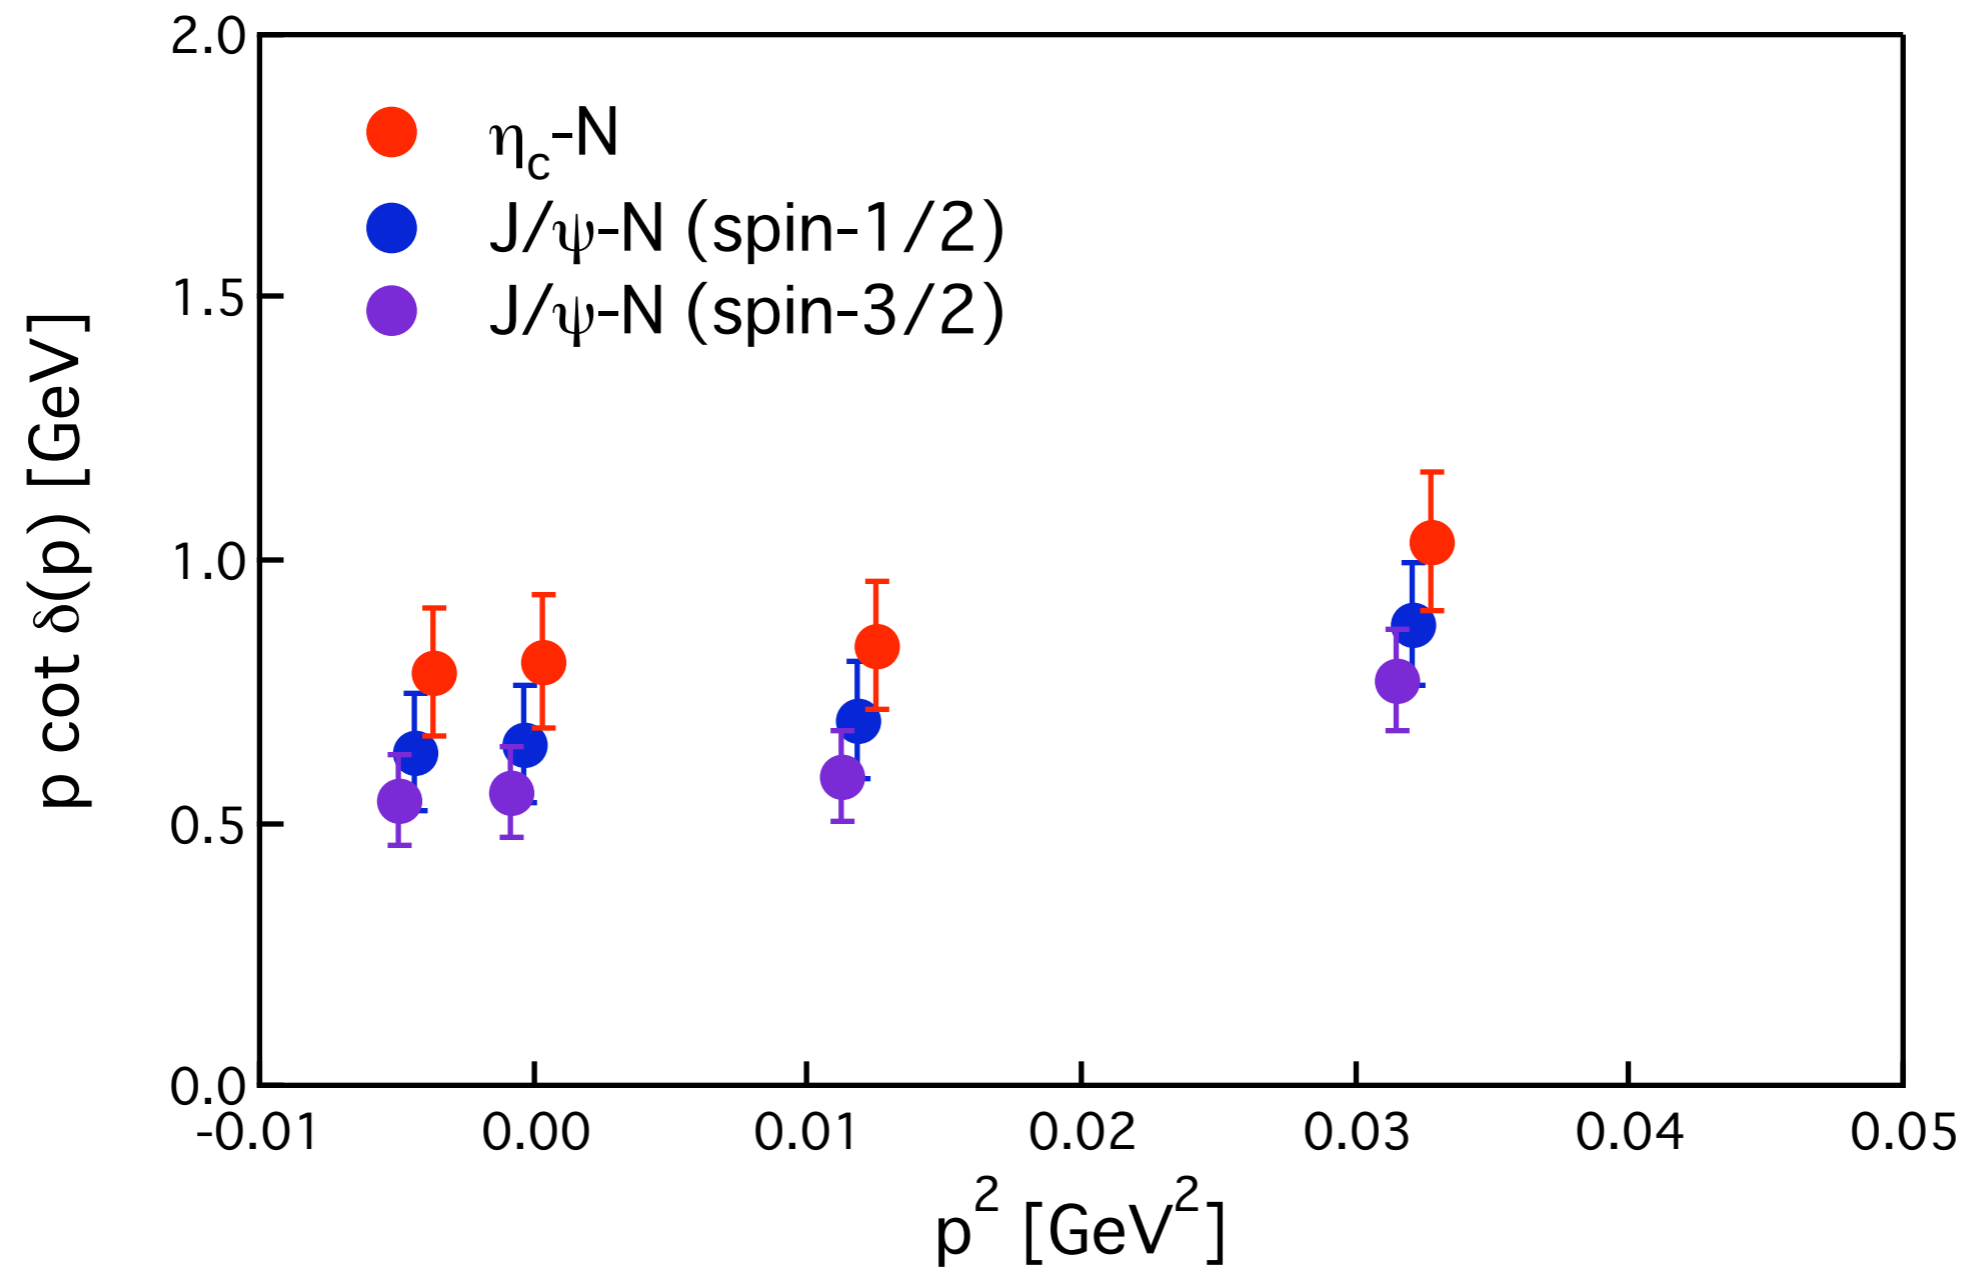 2.0
1.5
1.0
0.5
0.0
p cot δ(p) [GeV]
ηc-N
J/ψ-N (spin-1/2)
J/ψ-N (spin-3/2)
-0.01 0.00 0.01 0.02 0.03 0.04 0.05
p² [GeV²]